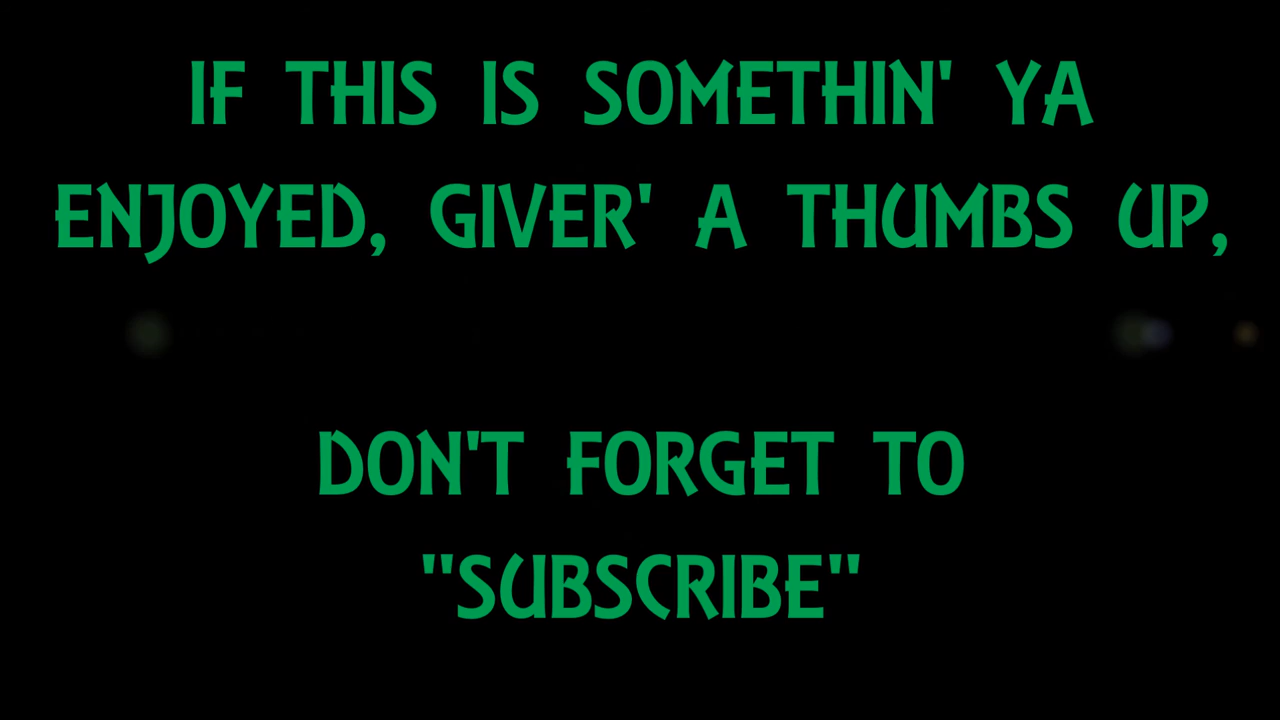 IF THIS IS SOMETHIN' YA
ENJOYED, GIVER' A THUMBS UP,
DON'T FORGET TO
"SUBSCRIBE"